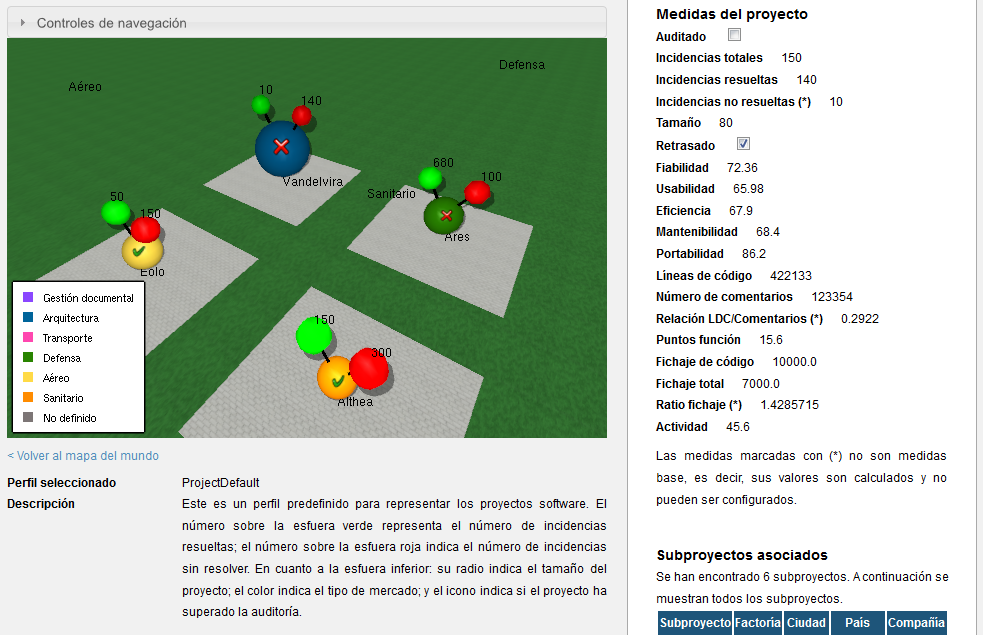 Controles de navegación
Defensa
Aéreo
10
140
Vandelvira
680
100
Sanitario
Ares
50
150
Eolo
150
300
Althea
Gestión documental
Arquitectura
Transporte
Defensa
Aéreo
Sanitario
No definido
< Volver al mapa del mundo
Perfil seleccionado ProjectDefault
Descripción Este es un perfil predefinido para representar los proyectos software. El
número sobre la esfuera verde representa el número de incidencias
resueltas; el número sobre la esfuera roja indica el número de incidencias
sin resolver. En cuanto a la esfuera inferior: su radio indica el tamaño del
proyecto; el color indica el tipo de mercado; y el icono indica si el proyecto ha
superado la auditoría.
Medidas del proyecto
Auditado
Incidencias totales 150
Incidencias resueltas 140
Incidencias no resueltas (*) 10
Tamaño 80
Retrasado
Fiabilidad 72.36
Usabilidad 65.98
Eficiencia 67.9
Mantenibilidad 68.4
Portabilidad 86.2
Líneas de código 422133
Número de comentarios 123354
Relación LDC/Comentarios (*) 0.2922
Puntos función 15.6
Fichaje de código 10000.0
Fichaje total 7000.0
Ratio fichaje (*) 1.4285715
Actividad 45.6
Las medidas marcadas con (*) no son medidas
base, es decir, sus valores son calculados y no
pueden ser configurados.
Subproyectos asociados
Se han encontrado 6 subproyectos. A continuación se
muestran todos los subproyectos.
Subproyecto Factoría Ciudad País Compañía